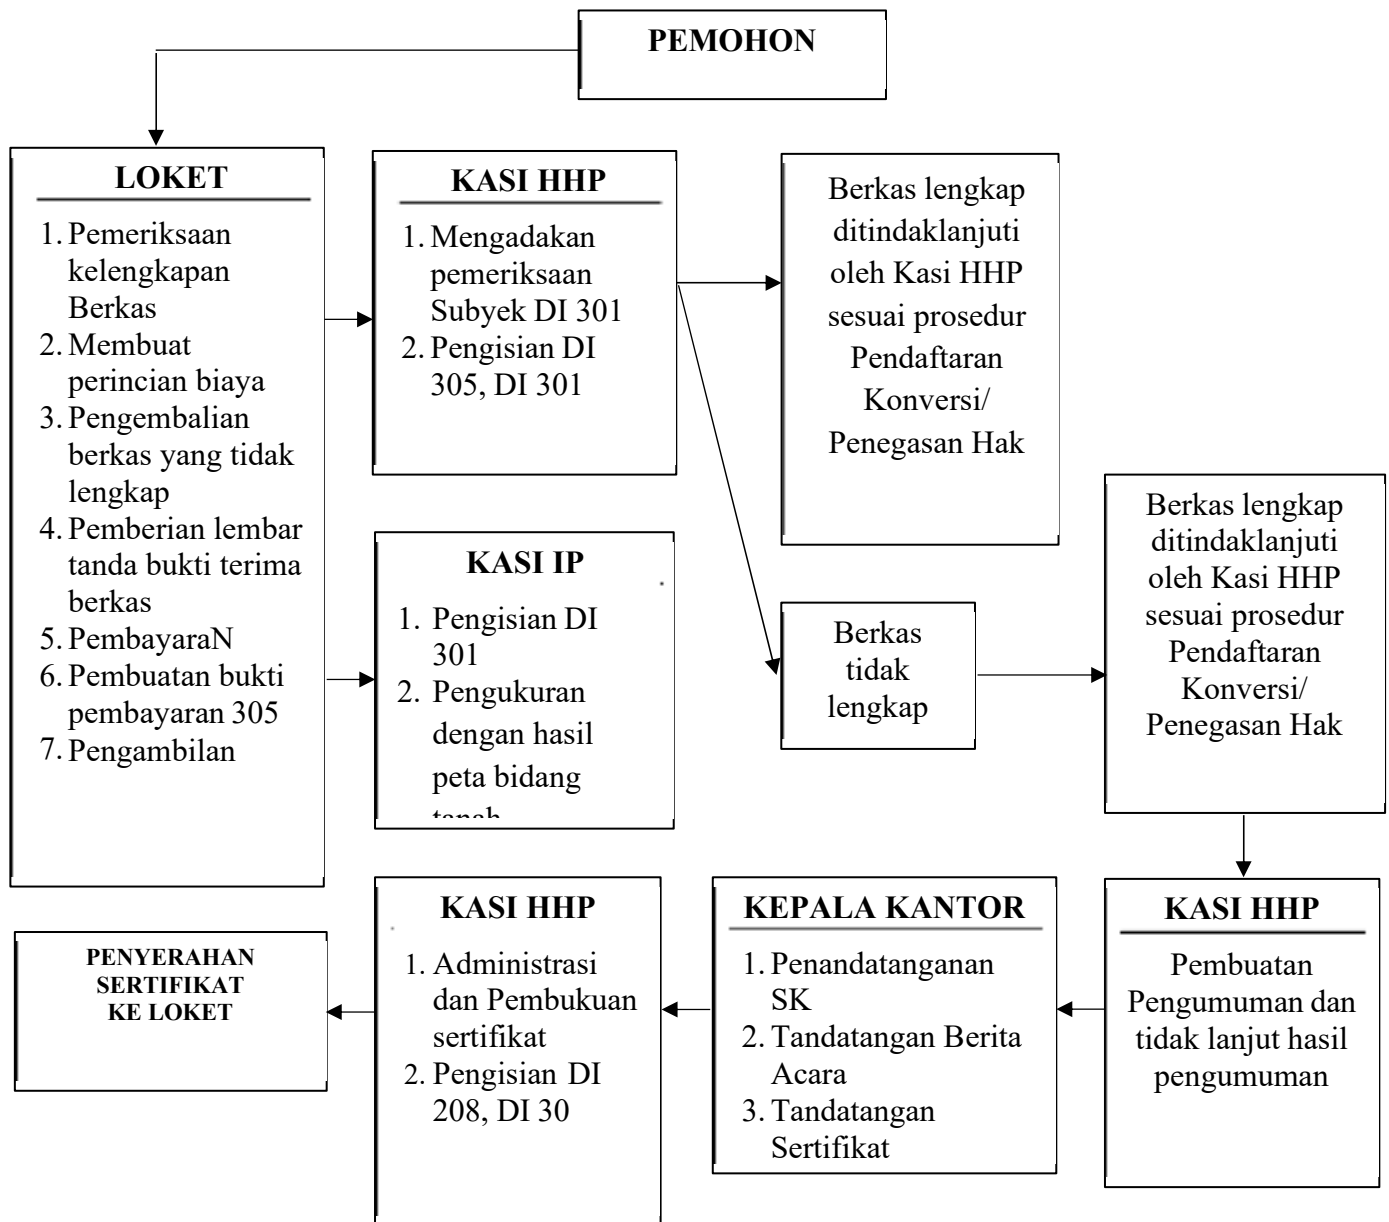 PEMOHON
LOKET
1. Pemeriksaan
kelengkapan
Berkas
2. Membuat
perincian biaya
3. Pengembalian
berkas yang tidak
lengkap
4. Pemberian lembar
tanda bukti terima
berkas
5. PembayaraN
6. Pembuatan bukti
pembayaran 305
7. Pengambilan
KASI HHP
1. Mengadakan
pemeriksaan
Subyek DI 301
2. Pengisian DI
305, DI 301
Berkas lengkap
ditindaklanjuti
oleh Kasi HHP
sesuai prosedur
Pendaftaran
Konversi/
Penegasan Hak
KASI IP
1. Pengisian DI
301
2. Pengukuran
dengan hasil
peta bidang
tanah
Berkas
tidak
lengkap
Berkas lengkap
ditindaklanjuti
oleh Kasi HHP
sesuai prosedur
Pendaftaran
Konversi/
Penegasan Hak
KASI HHP
Pembuatan
Pengumuman dan
tidak lanjut hasil
pengumuman
KEPALA KANTOR
1. Penandatanganan
SK
2. Tandatangan Berita
Acara
3. Tandatangan
Sertifikat
KASI HHP
1. Administrasi
dan Pembukuan
sertifikat
2. Pengisian DI
208, DI 30
PENYERAHAN
SERTIFIKAT
KE LOKET